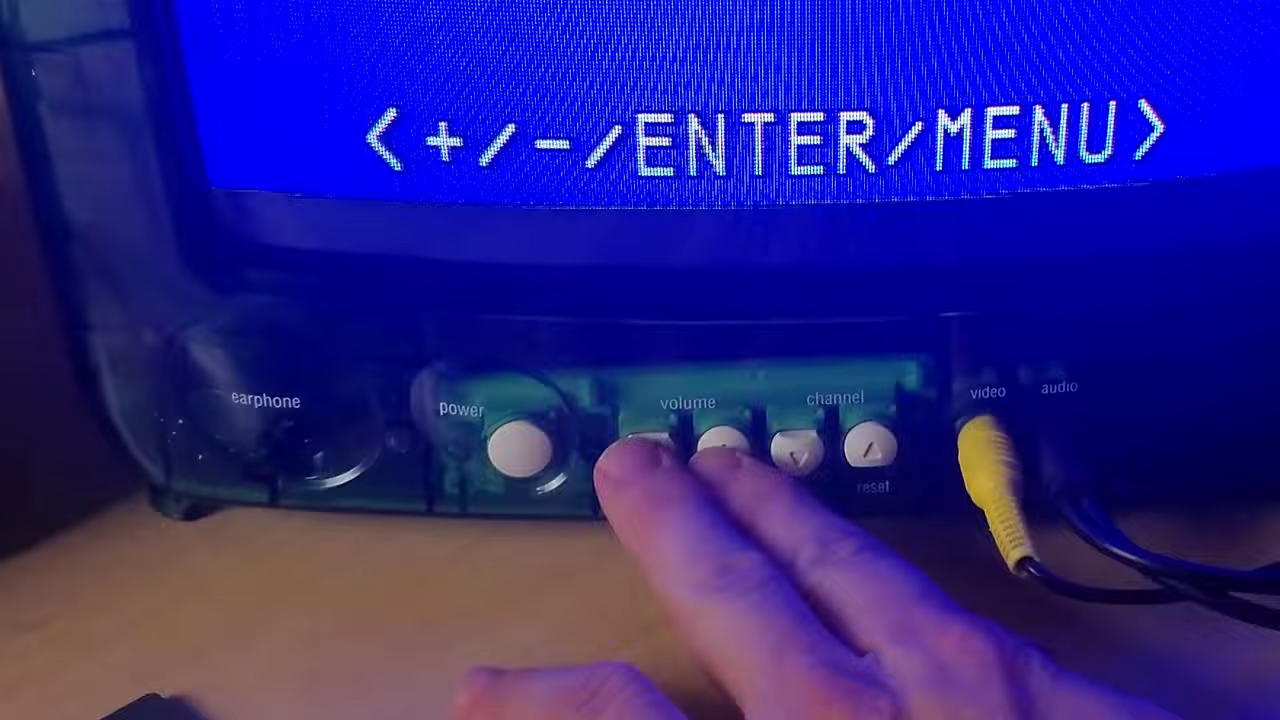 <+/-/ENTER/MENU>
earphone
power
volume
channel
video
audio
reset